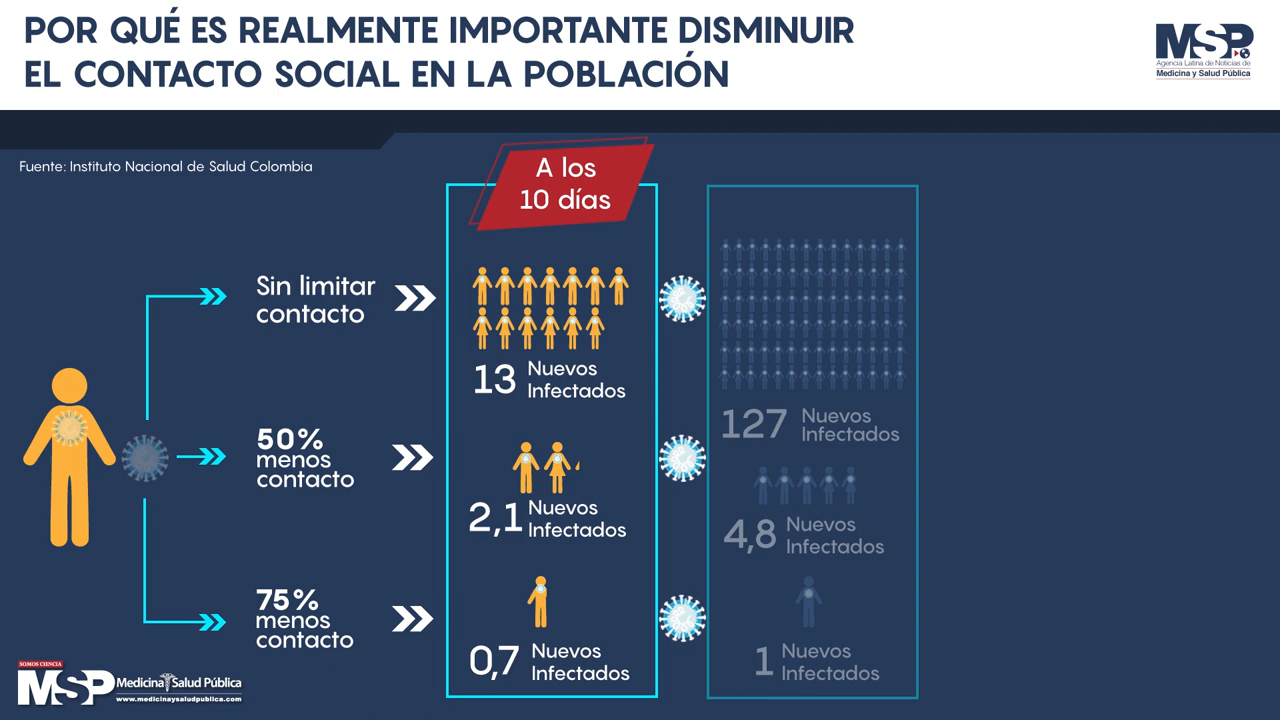 POR QUÉ ES REALMENTE IMPORTANTE DISMINUIR
EL CONTACTO SOCIAL EN LA POBLACIÓN
MSP
Agencia Latina de Noticias de
Medicina y Salud Pública
Fuente: Instituto Nacional de Salud Colombia
A los
10 días
Sin limitar
contacto
13 Nuevos
Infectados
127 Nuevos
Infectados
50%
menos
contacto
2,1 Nuevos
Infectados
4,8 Nuevos
Infectados
75%
menos
contacto
0,7 Nuevos
Infectados
1 Nuevos
Infectados
SOMOS CIENCIA
MSP Medicina y Salud Pública
www.medicinaysaludpublica.com